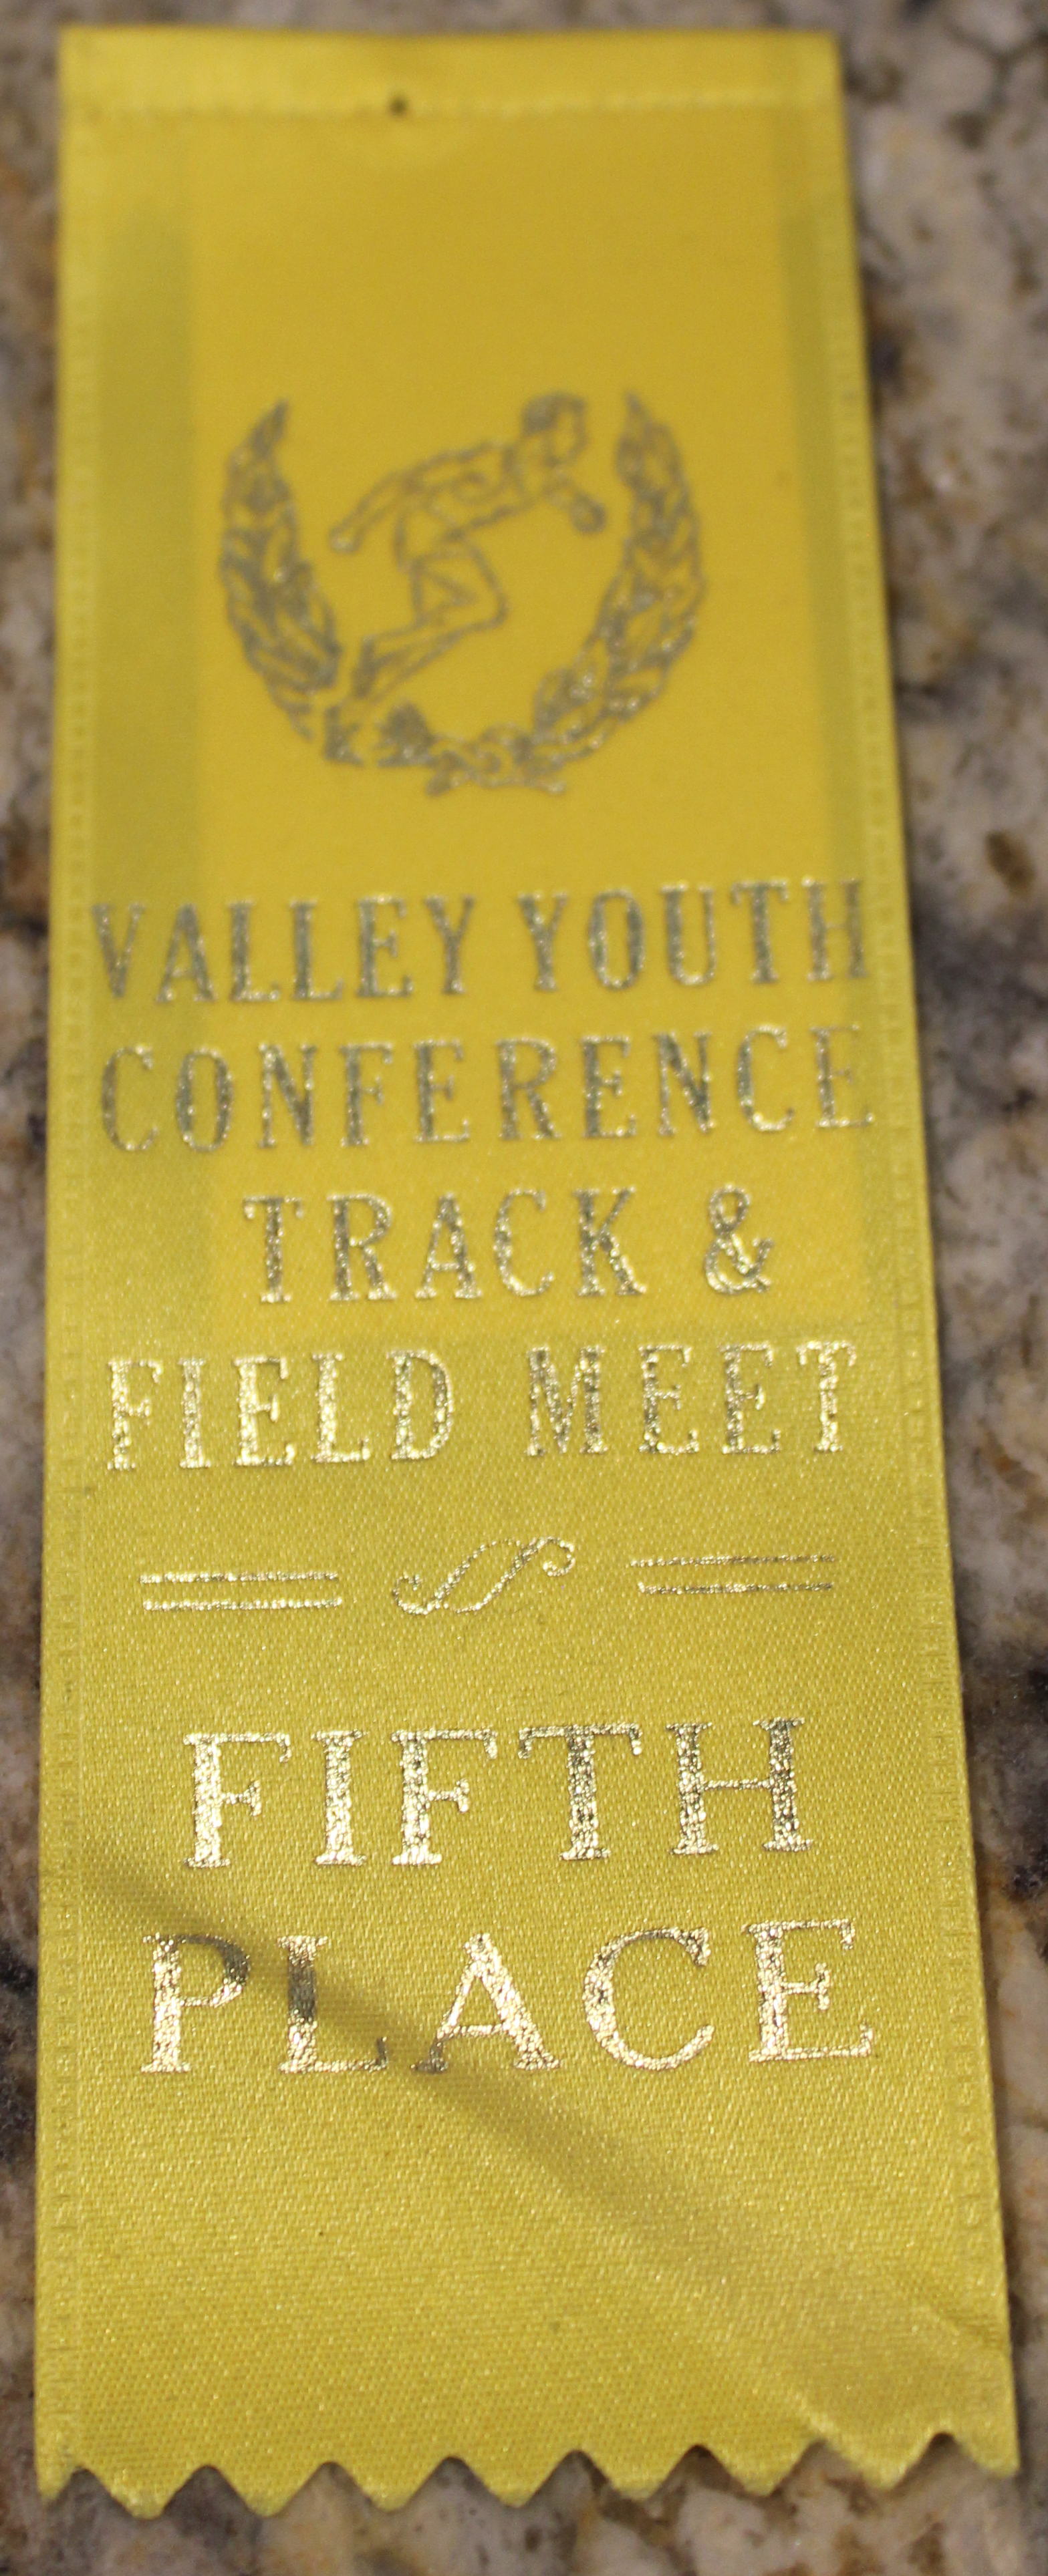 VALLEY YOUTH
CONFERENCE
TRACK &
FIELD MEET
FIFTH
PLACE